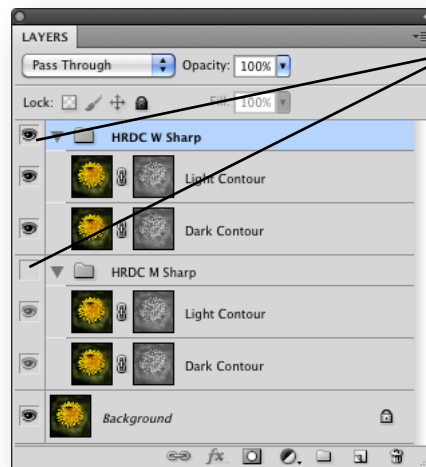 LAYERS
Pass Through Opacity: 100%
Lock: Fill: 100%
HRDC W Sharp
Light Contour
Dark Contour
HRDC M Sharp
Light Contour
Dark Contour
Background
fx